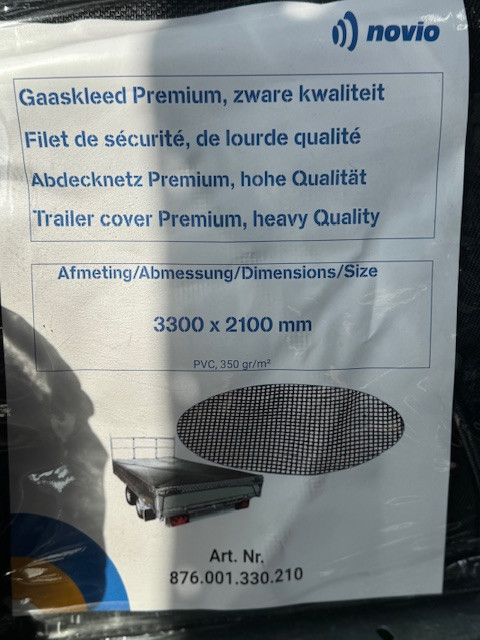 novio
Gaaskleed Premium, zware kwaliteit
Filet de sécurité, de lourde qualité
Abdecknetz Premium, hohe Qualität
Trailer cover Premium, heavy Quality
Afmeting/Abmessung/Dimensions/Size
3300 x 2100 mm
PVC, 350 gr/m²
Art. Nr.
876.001.330.210